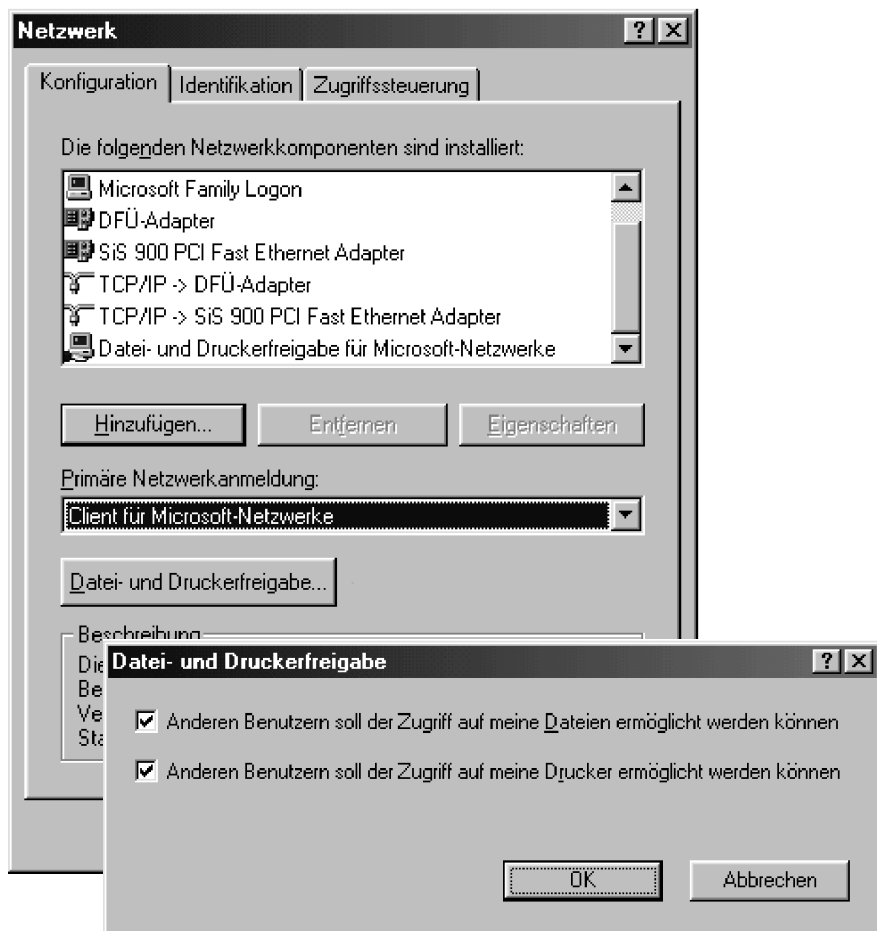 Netzwerk
Konfiguration Identifikation Zugriffssteuerung
Die folgenden Netzwerkkomponenten sind installiert:
Microsoft Family Logon
DFÜ-Adapter
SiS 900 PCI Fast Ethernet Adapter
TCP/IP -> DFÜ-Adapter
TCP/IP -> SiS 900 PCI Fast Ethernet Adapter
Datei- und Druckerfreigabe für Microsoft-Netzwerke
Hinzufügen... Entfernen Eigenschaften
Primäre Netzwerkanmeldung:
Client für Microsoft-Netzwerke
Datei- und Druckerfreigabe...
Beschreibung
Datei- und Druckerfreigabe
Anderen Benutzern soll der Zugriff auf meine Dateien ermöglicht werden können
Anderen Benutzern soll der Zugriff auf meine Drucker ermöglicht werden können
OK Abbrechen